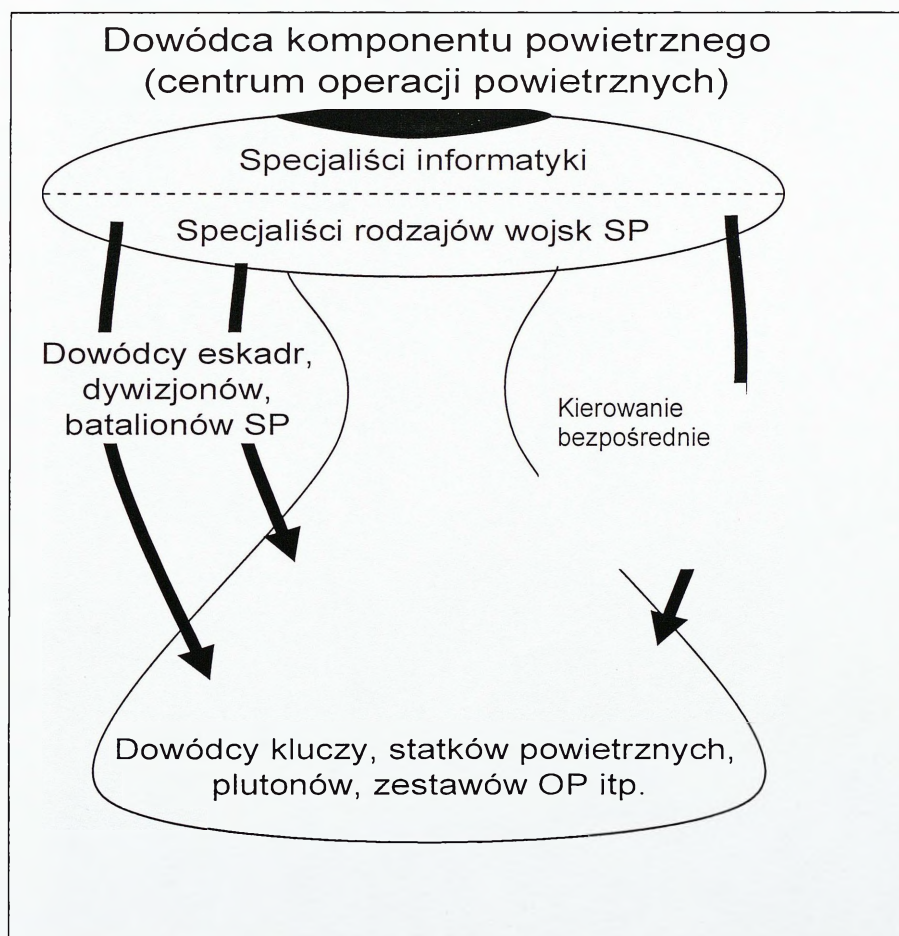 Dowódca komponentu powietrznego
(centrum operacji powietrznych)
Specjaliści informatyki
Specjaliści rodzajów wojsk SP
Dowódcy eskadr,
dywizjonów,
batalionów SP
Kierowanie
bezpośrednie
Dowódcy kluczy, statków powietrznych,
plutonów, zestawów OP itp.